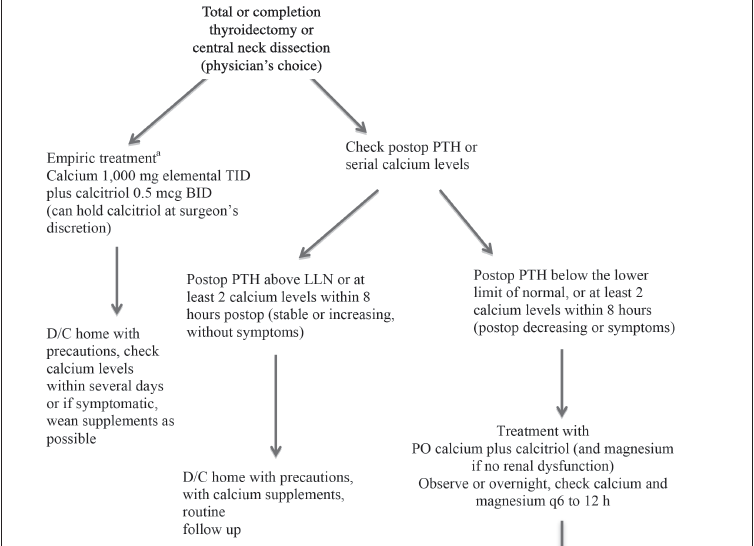 Total or completion
thyroidectomy or
central neck dissection
(physician's choice)
Empiric treatmentª
Calcium 1,000 mg elemental TID
plus calcitriol 0.5 mcg BID
(can hold calcitriol at surgeon's
discretion)
Check postop PTH or
serial calcium levels
D/C home with
precautions, check
calcium levels
within several days
or if symptomatic,
wean supplements as
possible
Postop PTH above LLN or at
least 2 calcium levels within 8
hours postop (stable or increasing,
without symptoms)
Postop PTH below the lower
limit of normal, or at least 2
calcium levels within 8 hours
(postop decreasing or symptoms)
D/C home with precautions,
with calcium supplements,
routine
follow up
Treatment with
PO calcium plus calcitriol (and magnesium
if no renal dysfunction)
Observe or overnight, check calcium and
magnesium q6 to 12 h